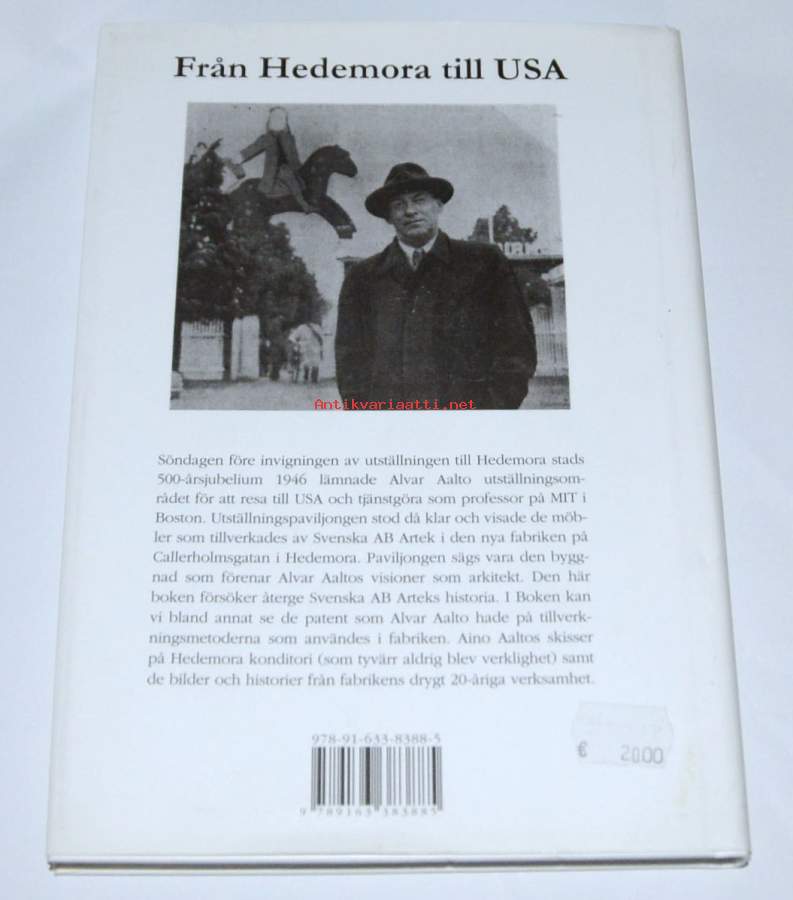 Från Hedemora till USA
Antikvariaatti.net
Söndagen före invigningen av utställningen till Hedemora stads
500-årsjubelium 1946 lämnade Alvar Aalto utställningsom-
rådet för att resa till USA och tjänstgöra som professor på MIT i
Boston. Utställningspaviljongen stod då klar och visade de möb-
ler som tillverkades av Svenska AB Artek i den nya fabriken på
Callerholmsgatan i Hedemora. Paviljongen sägs vara den bygg-
nad som förenar Alvar Aaltos visioner som arkitekt. Den här
boken försöker återge Svenska AB Arteks historia. I Boken kan
vi bland annat se de patent som Alvar Aalto hade på tillverk-
ningsmetoderna som användes i fabriken. Aino Aaltos skisser
på Hedemora konditori (som tyvärr aldrig blev verklighet) samt
de bilder och historier från fabrikens drygt 20-åriga verksamhet.
€ 2000
978-91-633-8388-5
9 789163 383885